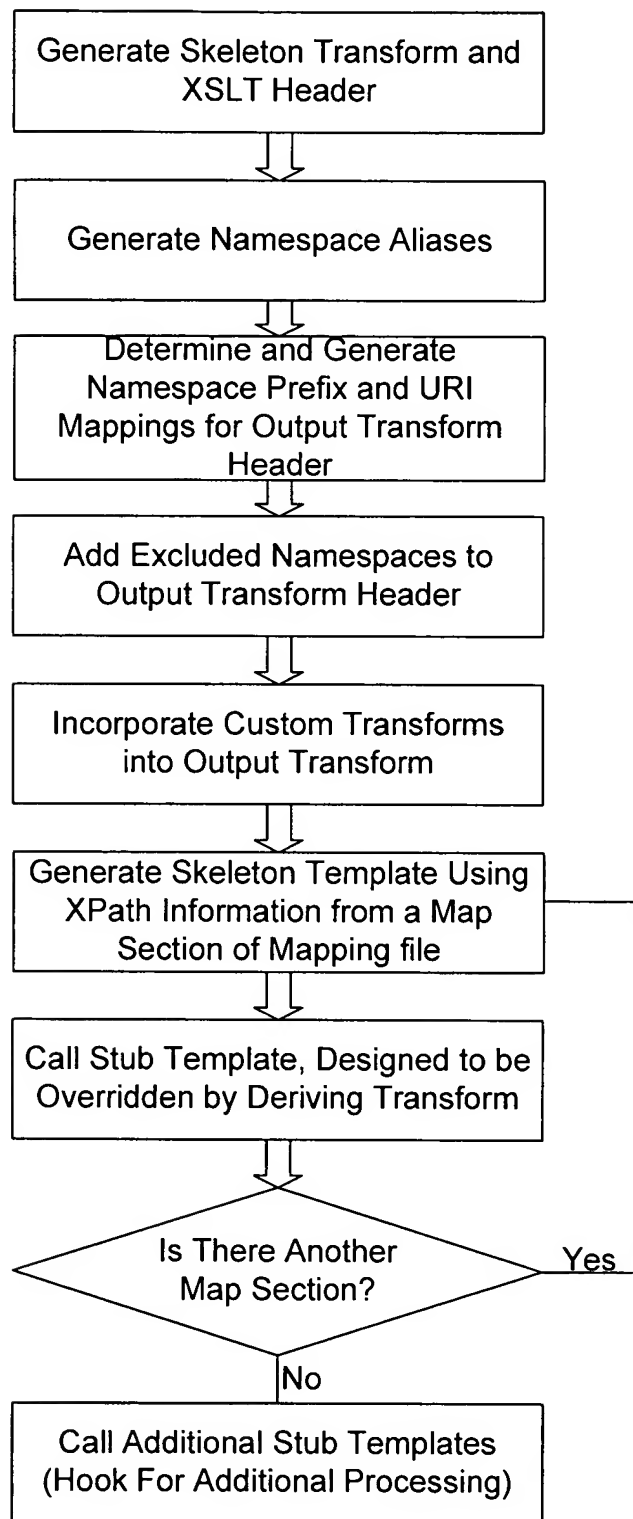 Generate Skeleton Transform and
XSLT Header
Generate Namespace Aliases
Determine and Generate
Namespace Prefix and URI
Mappings for Output Transform
Header
Add Excluded Namespaces to
Output Transform Header
Incorporate Custom Transforms
into Output Transform
Generate Skeleton Template Using
XPath Information from a Map
Section of Mapping file
Call Stub Template, Designed to be
Overridden by Deriving Transform
Is There Another
Map Section?
Yes
No
Call Additional Stub Templates
(Hook For Additional Processing)